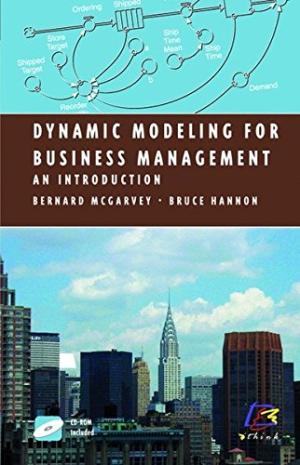 Ordering
Shipped
Store
Target
Shipped
Target
Ship
Time
Mean
Ship
Time
a
b
Reorder
Demand
DYNAMIC MODELING FOR
BUSINESS MANAGEMENT
AN INTRODUCTION
BERNARD MCGARVEY • BRUCE HANNON
CD-ROM
Included
ithink